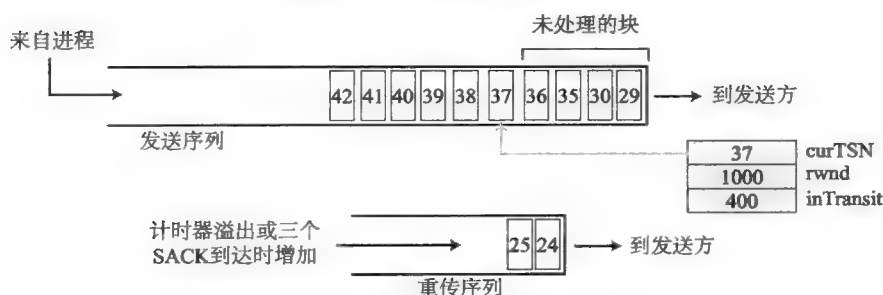 未处理的块
来自进程
42 41 40 39 38 37 36 35 30 29
到发送方
发送序列
37 curTSN
1000 rwnd
400 inTransit
计时器溢出或三个
SACK到达时增加
25 24
到发送方
重传序列